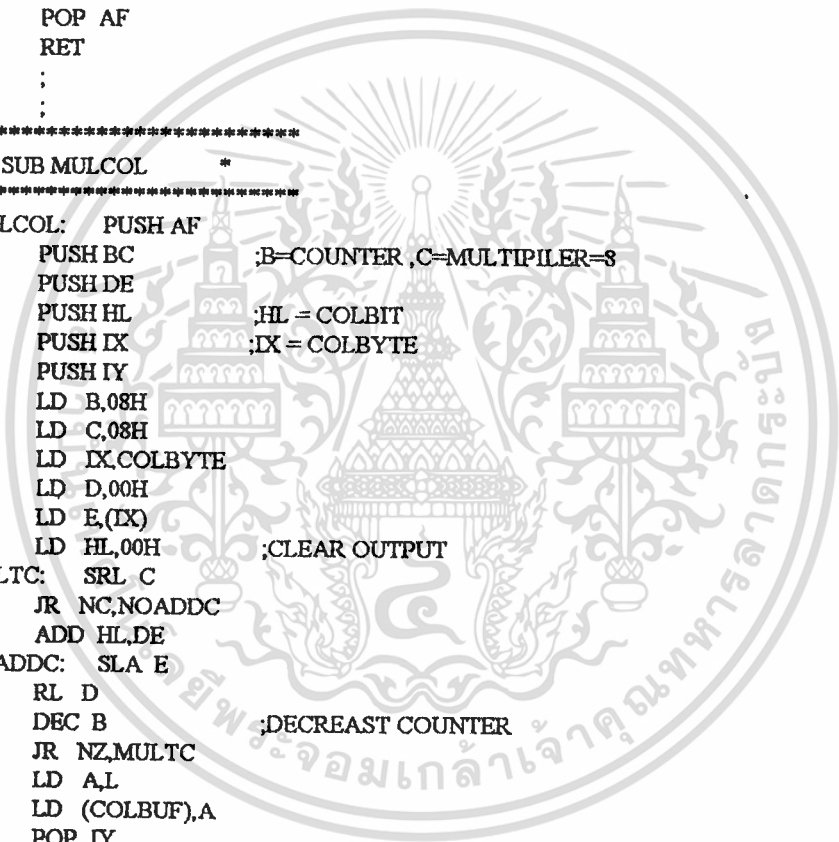 POP AF
RET
;
;
************************
SUB MULCOL *
************************
LCOL: PUSH AF
PUSH BC ;B=COUNTER ,C=MULTIPILER=8
PUSH DE
PUSH HL ;HL = COLBIT
PUSH IX ;IX = COLBYTE
PUSH IY
LD B,08H
LD C,08H
LD IX,COLBYTE
LD D,00H
LD E,(IX)
LD HL,00H ;CLEAR OUTPUT
LTC: SRL C
JR NC,NOADDC
ADD HL,DE
ADDC: SLA E
RL D
DEC B ;DECREAST COUNTER
JR NZ,MULTC
LD A,L
LD (COLBUF),A
POP IY